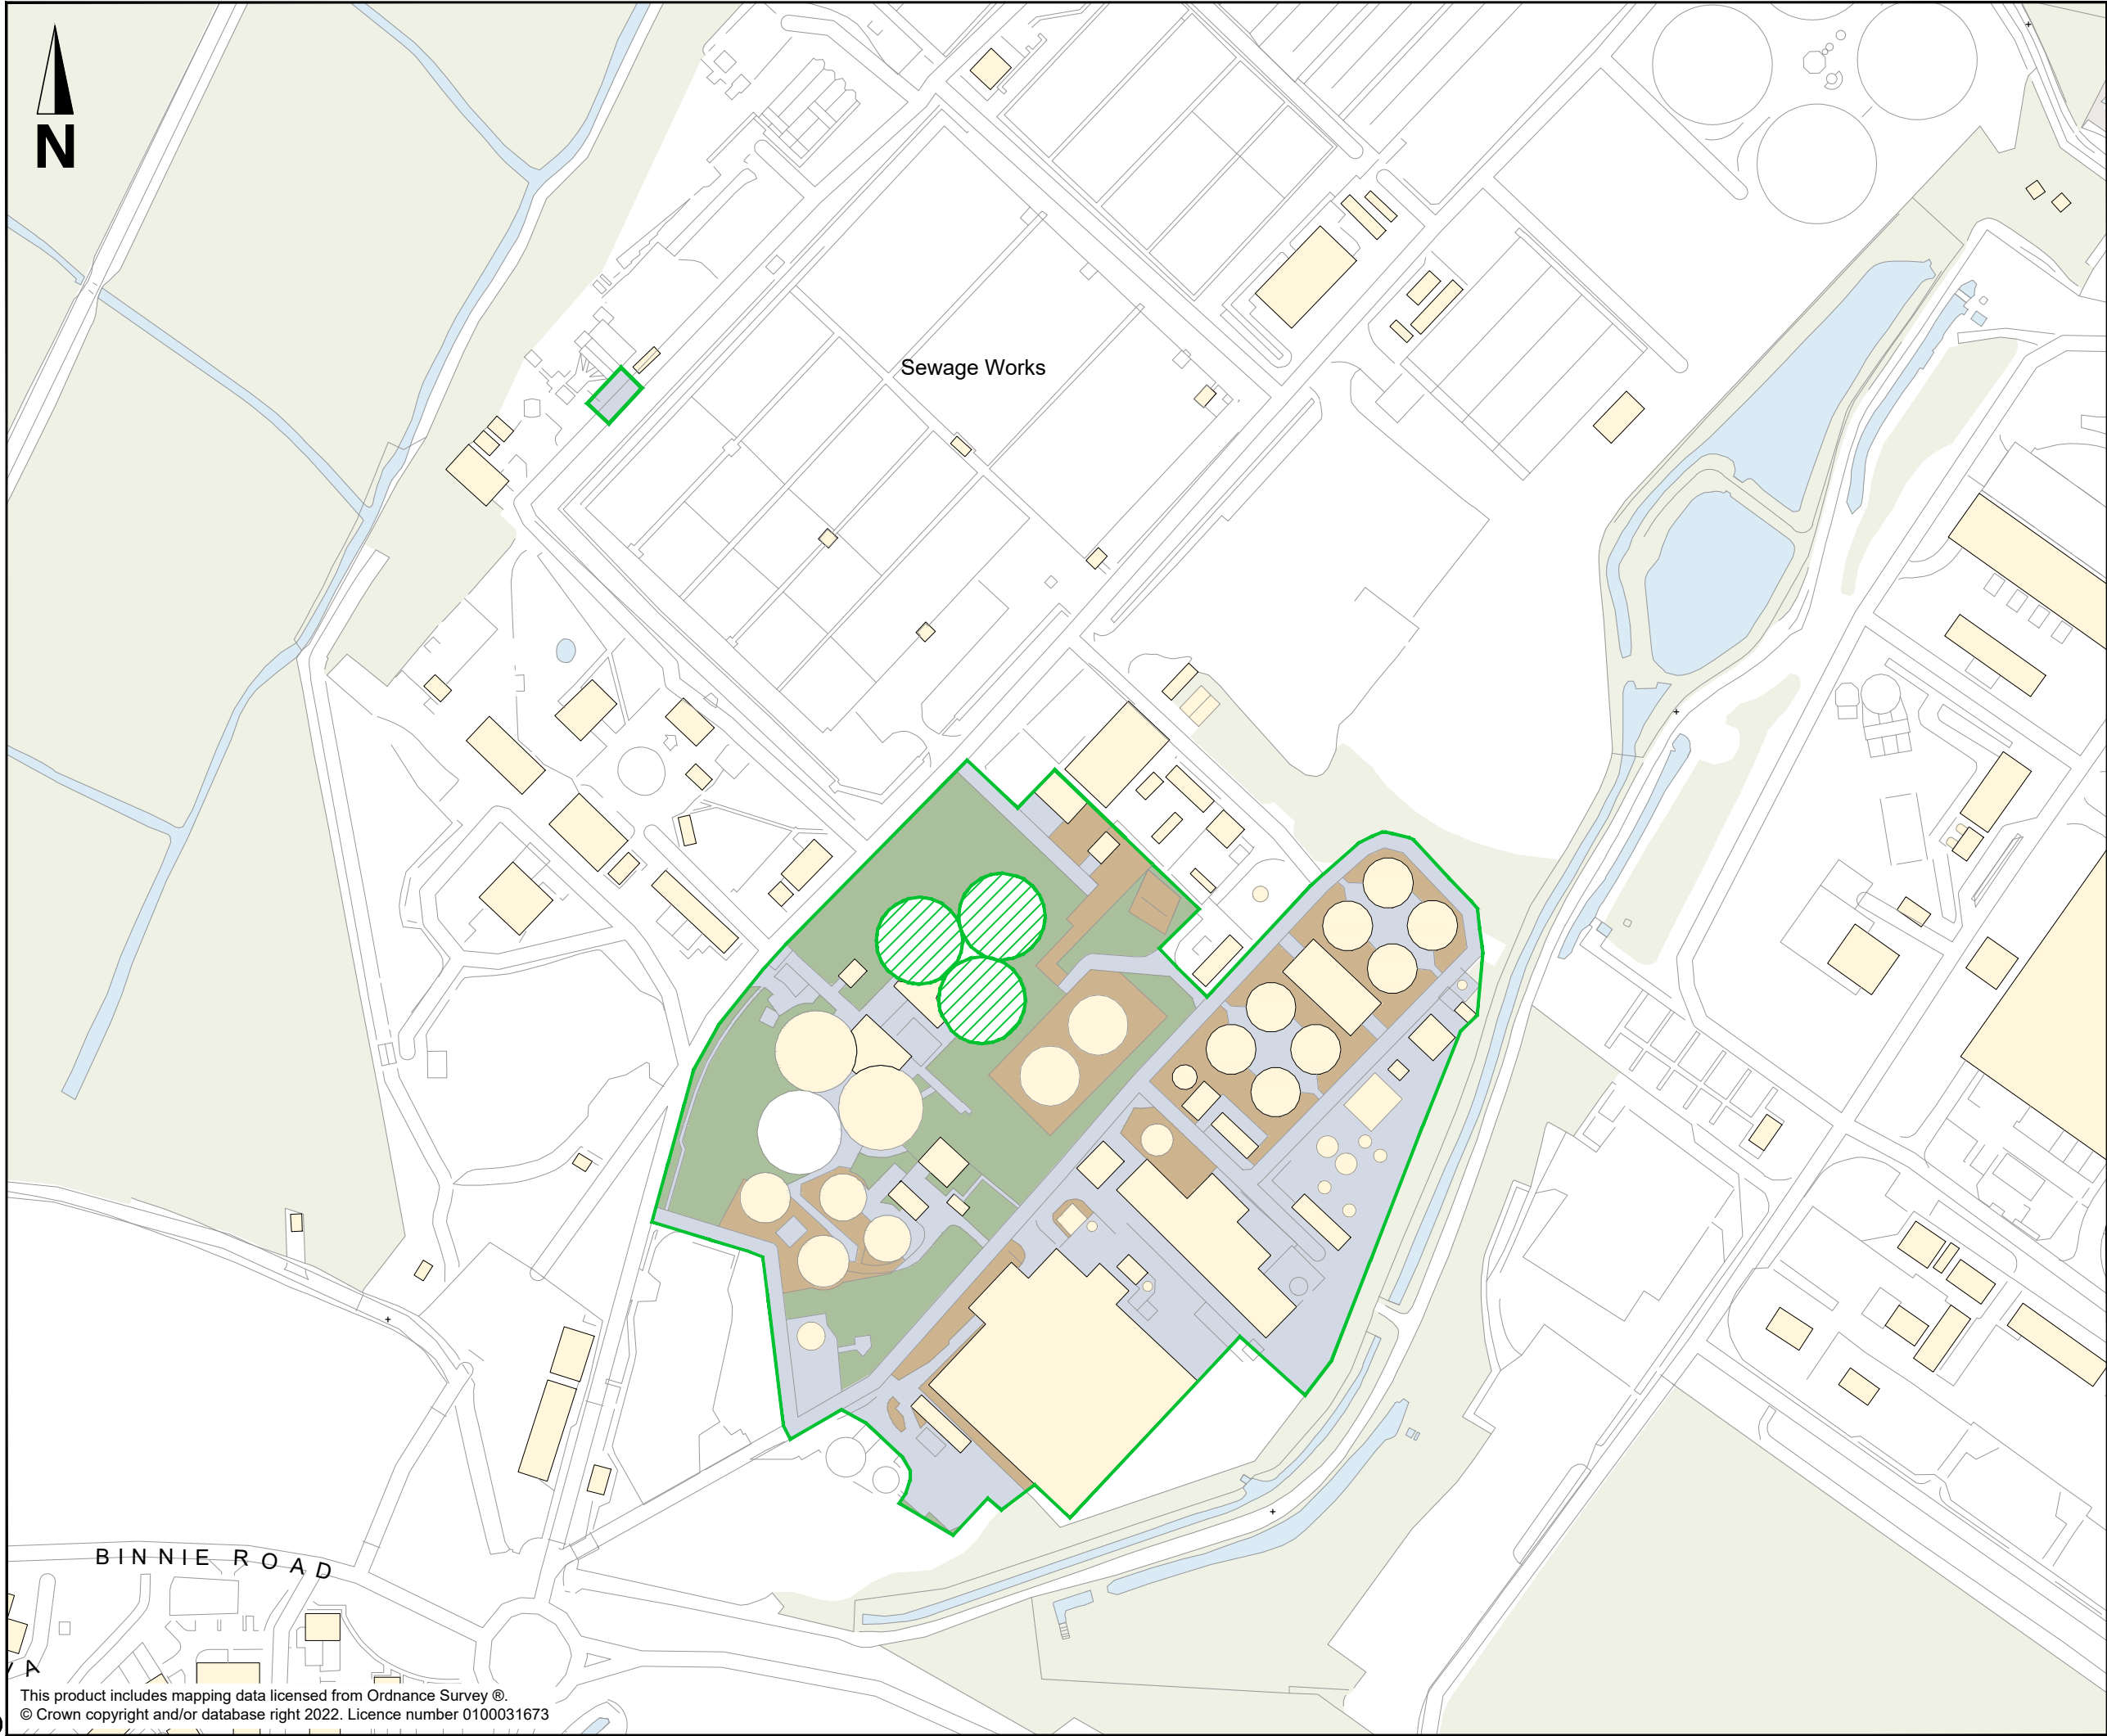 N
Sewage Works
BINNIE ROAD
This product includes mapping data licensed from Ordnance Survey ®.
© Crown copyright and/or database right 2022. Licence number 0100031673